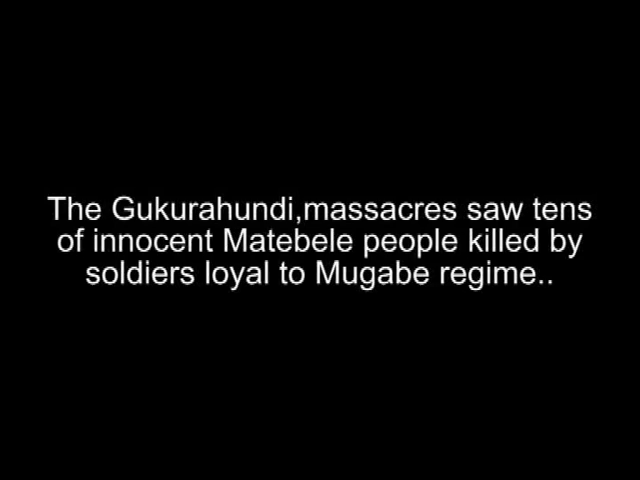 The Gukurahundi,massacres saw tens
of innocent Matebele people killed by
soldiers loyal to Mugabe regime..